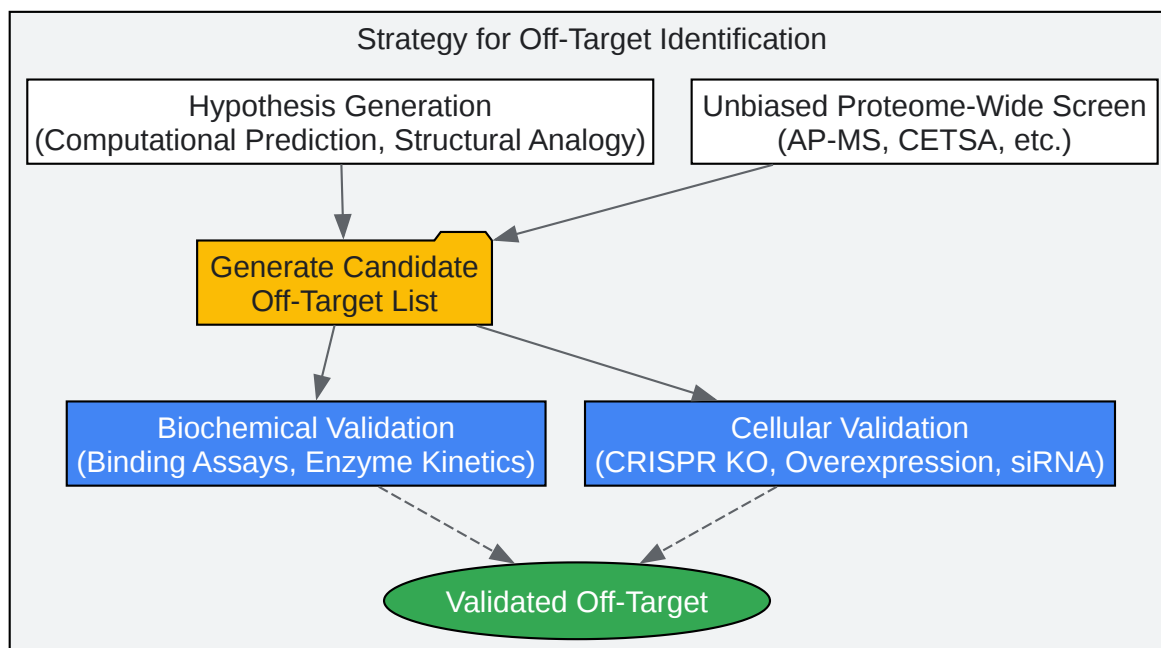 Strategy for Off-Target Identification
Hypothesis Generation
(Computational Prediction, Structural Analogy)
Unbiased Proteome-Wide Screen
(AP-MS, CETSA, etc.)
Generate Candidate
Off-Target List
Biochemical Validation
(Binding Assays, Enzyme Kinetics)
Cellular Validation
(CRISPR KO, Overexpression, siRNA)
Validated Off-Target